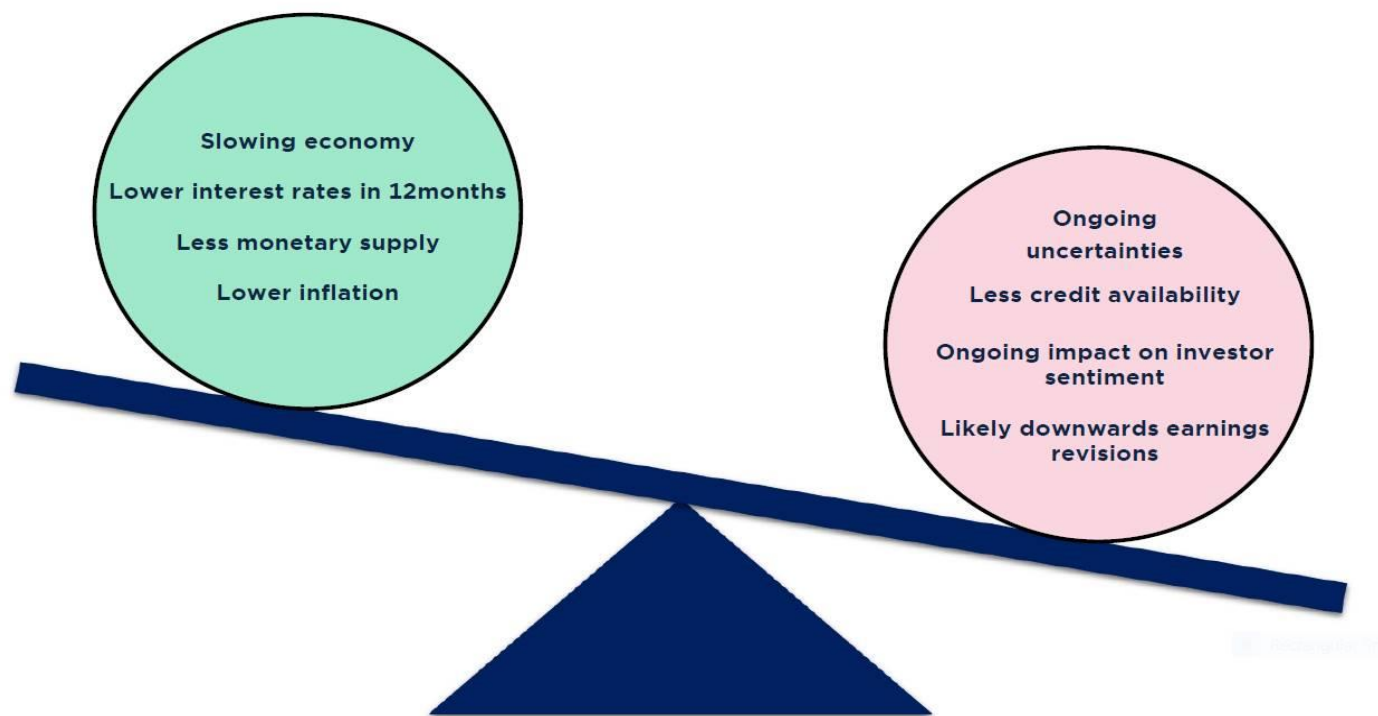 Slowing economy
Lower interest rates in 12months
Less monetary supply
Lower inflation
Ongoing
uncertainties
Less credit availability
Ongoing impact on investor
sentiment
Likely downwards earnings
revisions